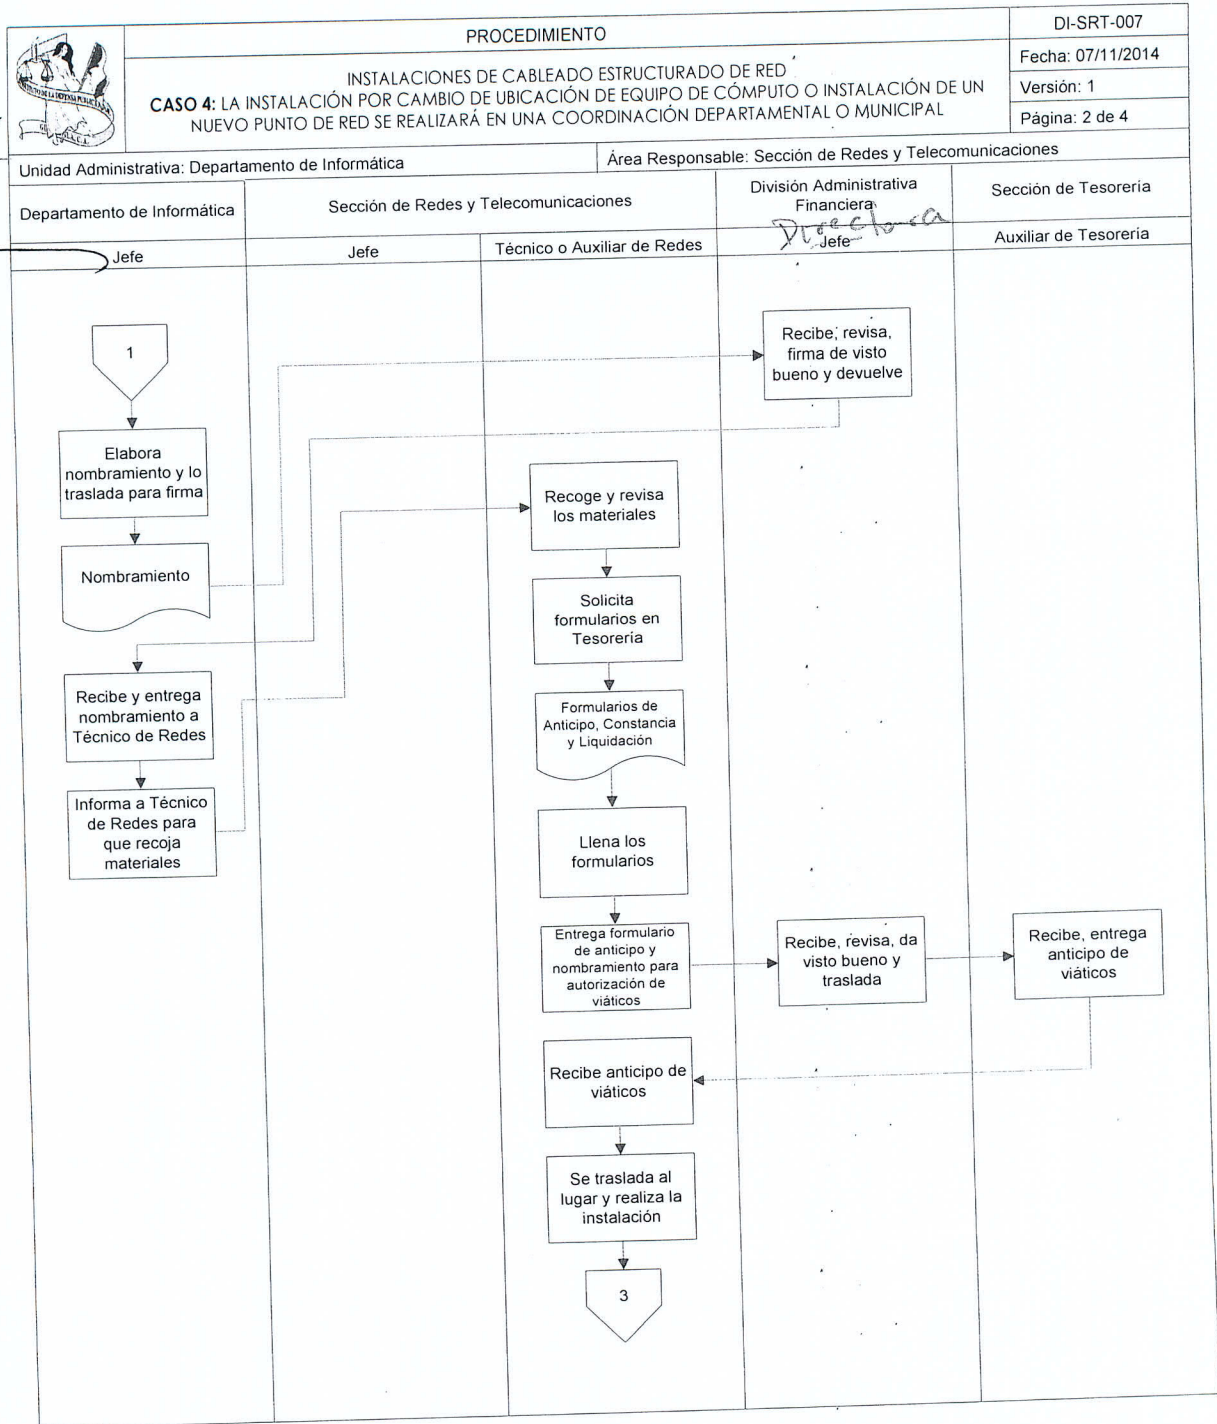 PROCEDIMIENTO
DI-SRT-007
Fecha: 07/11/2014
INSTALACIONES DE CABLEADO ESTRUCTURADO DE RED
CASO 4: LA INSTALACIÓN POR CAMBIO DE UBICACIÓN DE EQUIPO DE CÓMPUTO O INSTALACIÓN DE UN
NUEVO PUNTO DE RED SE REALIZARÁ EN UNA COORDINACIÓN DEPARTAMENTAL O MUNICIPAL
Versión: 1
Página: 2 de 4
Unidad Administrativa: Departamento de Informática
Área Responsable: Sección de Redes y Telecomunicaciones
Departamento de Informática
Sección de Redes y Telecomunicaciones
División Administrativa
Financiera
Sección de Tesorería
Directora
Jefe
Jefe
Técnico o Auxiliar de Redes
Jefe
Auxiliar de Tesoreria
1
Recibe, revisa,
firma de visto
bueno y devuelve
Elabora
nombramiento y lo
traslada para firma
Recoge y revisa
los materiales
Nombramiento
Solicita
formularios en
Tesorería
Recibe y entrega
nombramiento a
Técnico de Redes
Formularios de
Anticipo, Constancia
y Liquidación
Informa a Técnico
de Redes para
que recoja
materiales
Llena los
formularios
Entrega formulario
de anticipo y
nombramiento para
autorización de
viáticos
Recibe, revisa, da
visto bueno y
traslada
Recibe, entrega
anticipo de
viáticos
Recibe anticipo de
viáticos
Se traslada al
lugar y realiza la
instalación
3